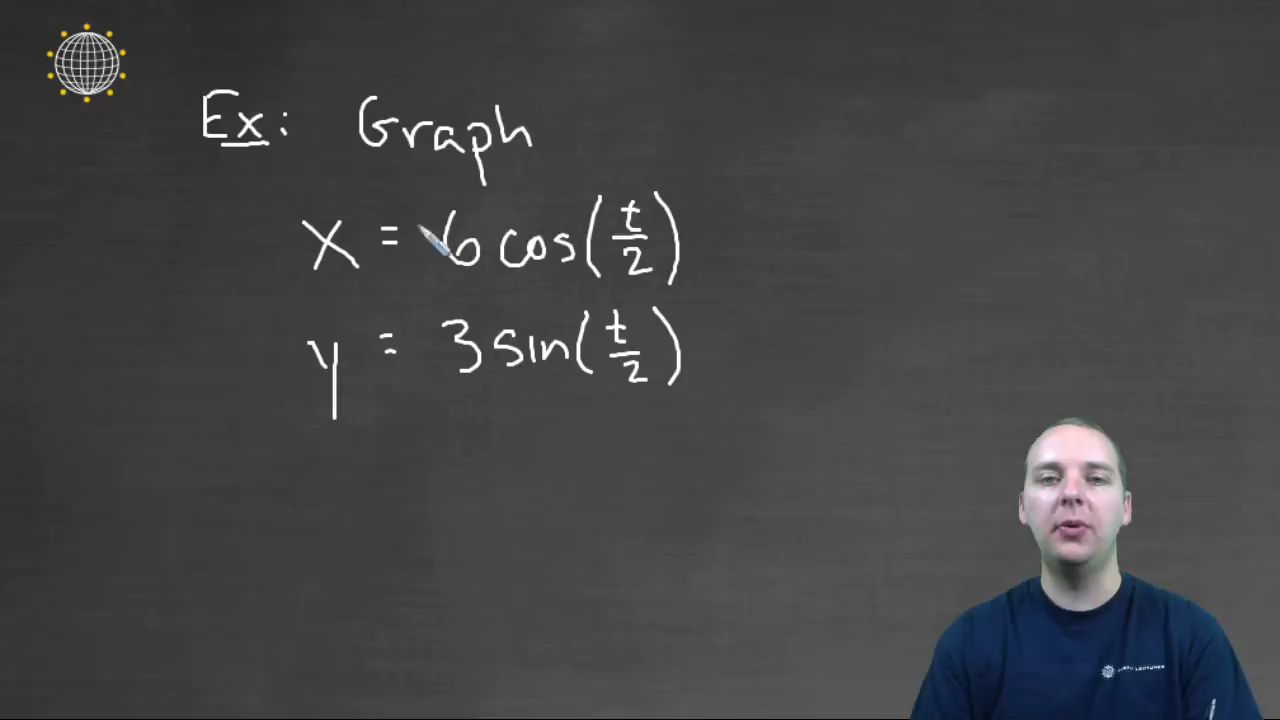 Ex: Graph
x = 6 cos(t/2)
y = 3 sin(t/2)